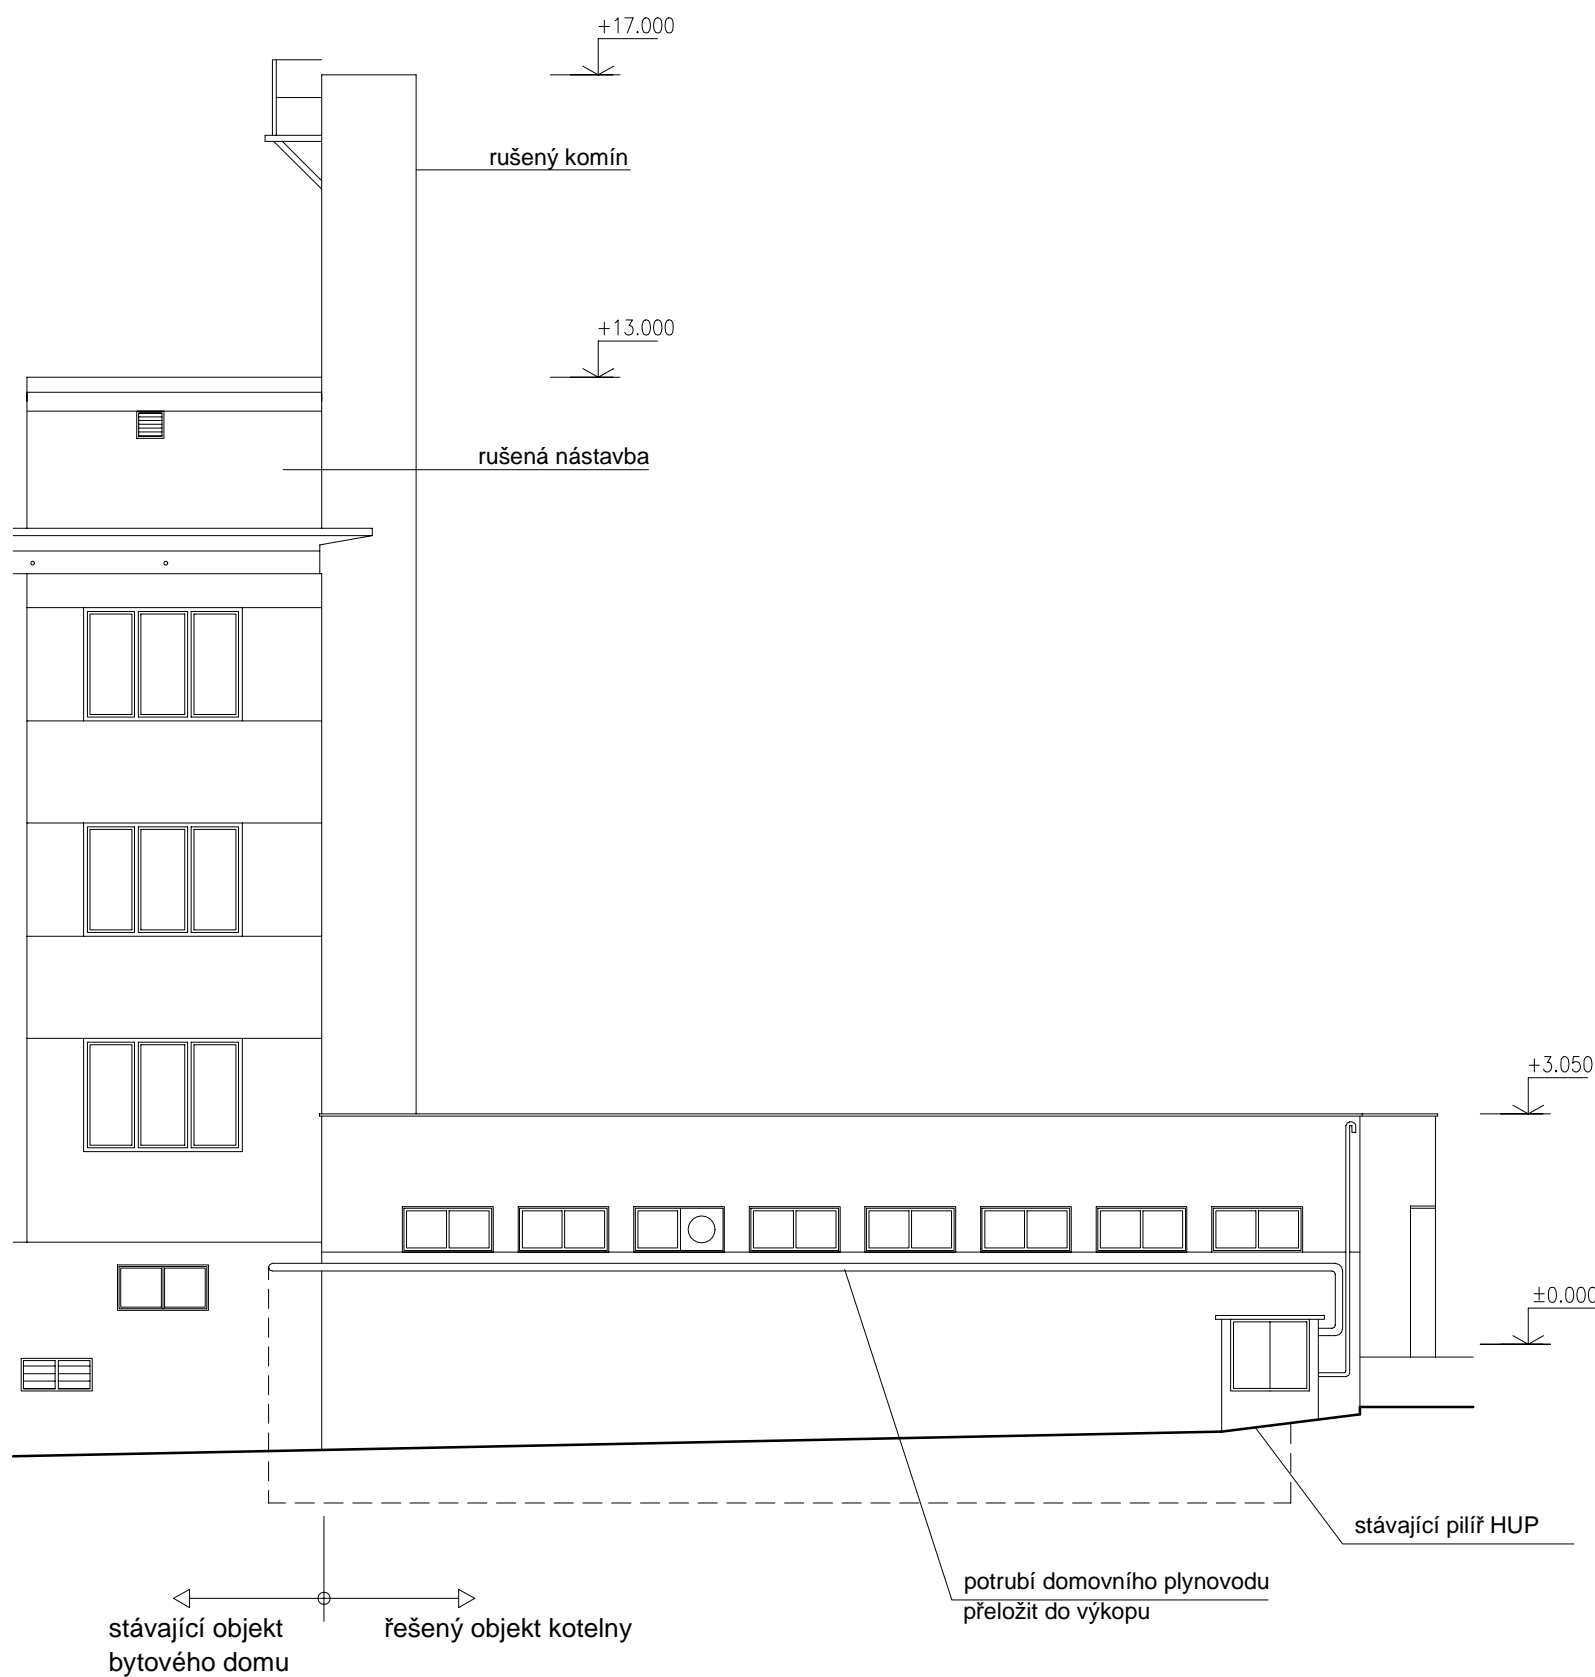 +17.000
rušený komín
+13.000
rušená nástavba
+3.050
±0.000
stávající pilíř HUP
potrubí domovního plynovodu
přeložit do výkopu
stávající objekt
bytového domu
řešený objekt kotelny